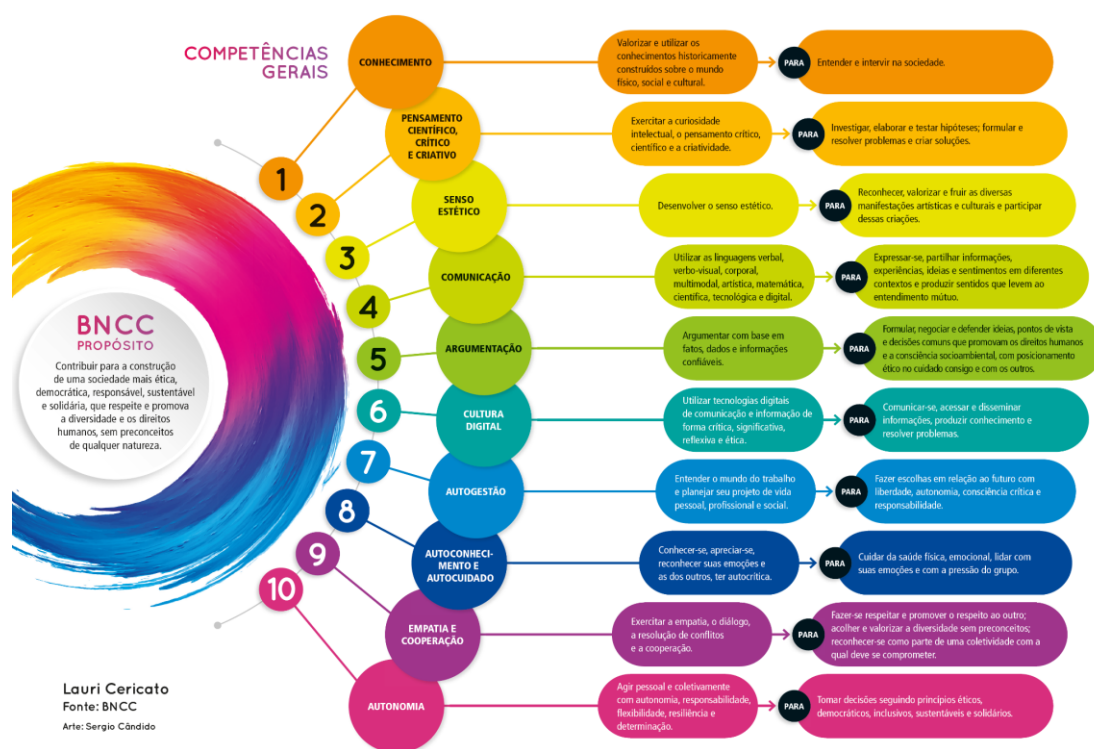 COMPETÊNCIAS
GERAIS
BNCC
PROPÓSITO
Contribuir para a construção
de uma sociedade mais ética,
democrática, responsável, sustentável
e solidária, que respeite e promova
a diversidade e os direitos
humanos, sem preconceitos
de qualquer natureza.
1
CONHECIMENTO
Valorizar e utilizar os
conhecimentos historicamente
construídos sobre o mundo
físico, social e cultural.
PARA
Entender e intervir na sociedade.
2
PENSAMENTO
CIENTÍFICO,
CRÍTICO
E CRIATIVO
Exercitar a curiosidade
intelectual, o pensamento crítico,
científico e a criatividade.
PARA
Investigar, elaborar e testar hipóteses; formular e
resolver problemas e criar soluções.
3
SENSO
ESTÉTICO
Desenvolver o senso estético.
PARA
Reconhecer, valorizar e fruir as diversas
manifestações artísticas e culturais e participar
dessas criações.
4
COMUNICAÇÃO
Utilizar as linguagens verbal,
verbo-visual, corporal,
multimodal, artística, matemática,
científica, tecnológica e digital.
PARA
Expressar-se, partilhar informações,
experiências, ideias e sentimentos em diferentes
contextos e produzir sentidos que levem ao
entendimento mútuo.
5
ARGUMENTAÇÃO
Argumentar com base em
fatos, dados e informações
confiáveis.
PARA
Formular, negociar e defender ideias, pontos de vista
e decisões comuns que promovam os direitos humanos
e a consciência socioambiental, com posicionamento
ético no cuidado consigo e com os outros.
6
CULTURA
DIGITAL
Utilizar tecnologias digitais
de comunicação e informação de
forma crítica, significativa,
reflexiva e ética.
PARA
Comunicar-se, acessar e disseminar
informações, produzir conhecimento e
resolver problemas.
7
AUTOGESTÃO
Entender o mundo do trabalho
e planejar seu projeto de vida
pessoal, profissional e social.
PARA
Fazer escolhas em relação ao futuro com
liberdade, autonomia, consciência crítica e
responsabilidade.
8
AUTOCONHECI-
MENTO E
AUTOCUIDADO
Conhecer-se, apreciar-se,
reconhecer suas emoções e
as dos outros, ter autocrítica.
PARA
Cuidar da saúde física, emocional, lidar com
suas emoções e com a pressão do grupo.
9
EMPATIA E
COOPERAÇÃO
Exercitar a empatia, o diálogo,
a resolução de conflitos
e a cooperação.
PARA
Fazer-se respeitar e promover o respeito ao outro;
acolher e valorizar a diversidade sem preconceitos;
reconhecer-se como parte de uma coletividade com a
qual deve se comprometer.
10
AUTONOMIA
Agir pessoal e coletivamente
com autonomia, responsabilidade,
flexibilidade, resiliência e
determinação.
PARA
Tomar decisões seguindo princípios éticos,
democráticos, inclusivos, sustentáveis e solidários.
Lauri Cericato
Fonte: BNCC
Arte: Sergio Cândido